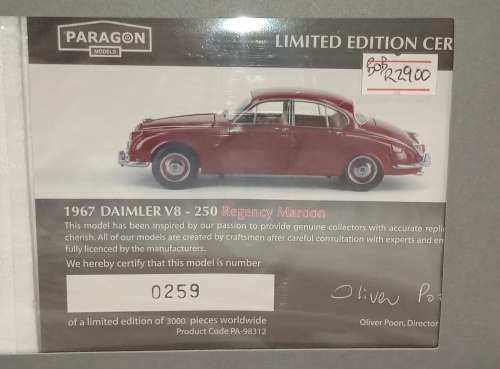 PARAGON
MODELS
LIMITED EDITION CER
BOB
R2900
1967 DAIMLER V8 - 250 Regency Maroon
This model has been inspired by our passion to provide genuine collectors with accurate repli
cherish. All of our models are created by craftsmen after careful consultation with experts and en
fully licenced by the manufacturers.
We hereby certify that this model is number
0259
Oliver Poo
of a limited edition of 3000 pieces worldwide
Product Code PA-98312
Oliver Poon, Director